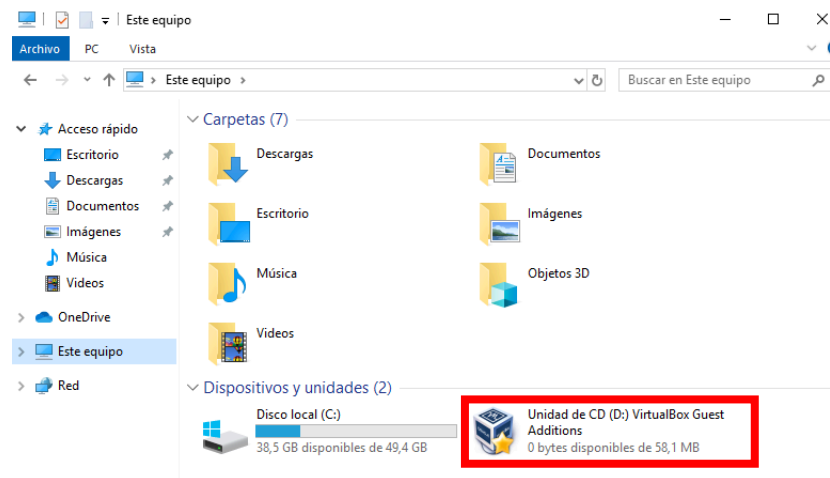 Este equipo
Archivo PC Vista
Este equipo
Buscar en Este equipo
Acceso rápido
Escritorio
Descargas
Documentos
Imágenes
Música
Videos
OneDrive
Este equipo
Red
Carpetas (7)
Descargas
Documentos
Escritorio
Imágenes
Música
Objetos 3D
Videos
Dispositivos y unidades (2)
Disco local (C:)
38,5 GB disponibles de 49,4 GB
Unidad de CD (D:) VirtualBox Guest
Additions
0 bytes disponibles de 58,1 MB